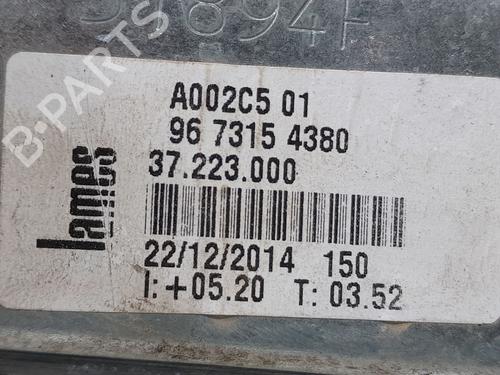 A002C5 01
96 7315 4380
37.223.000
lames
22/12/2014 150
I: +05.20 T: 03.52
B-PARTS